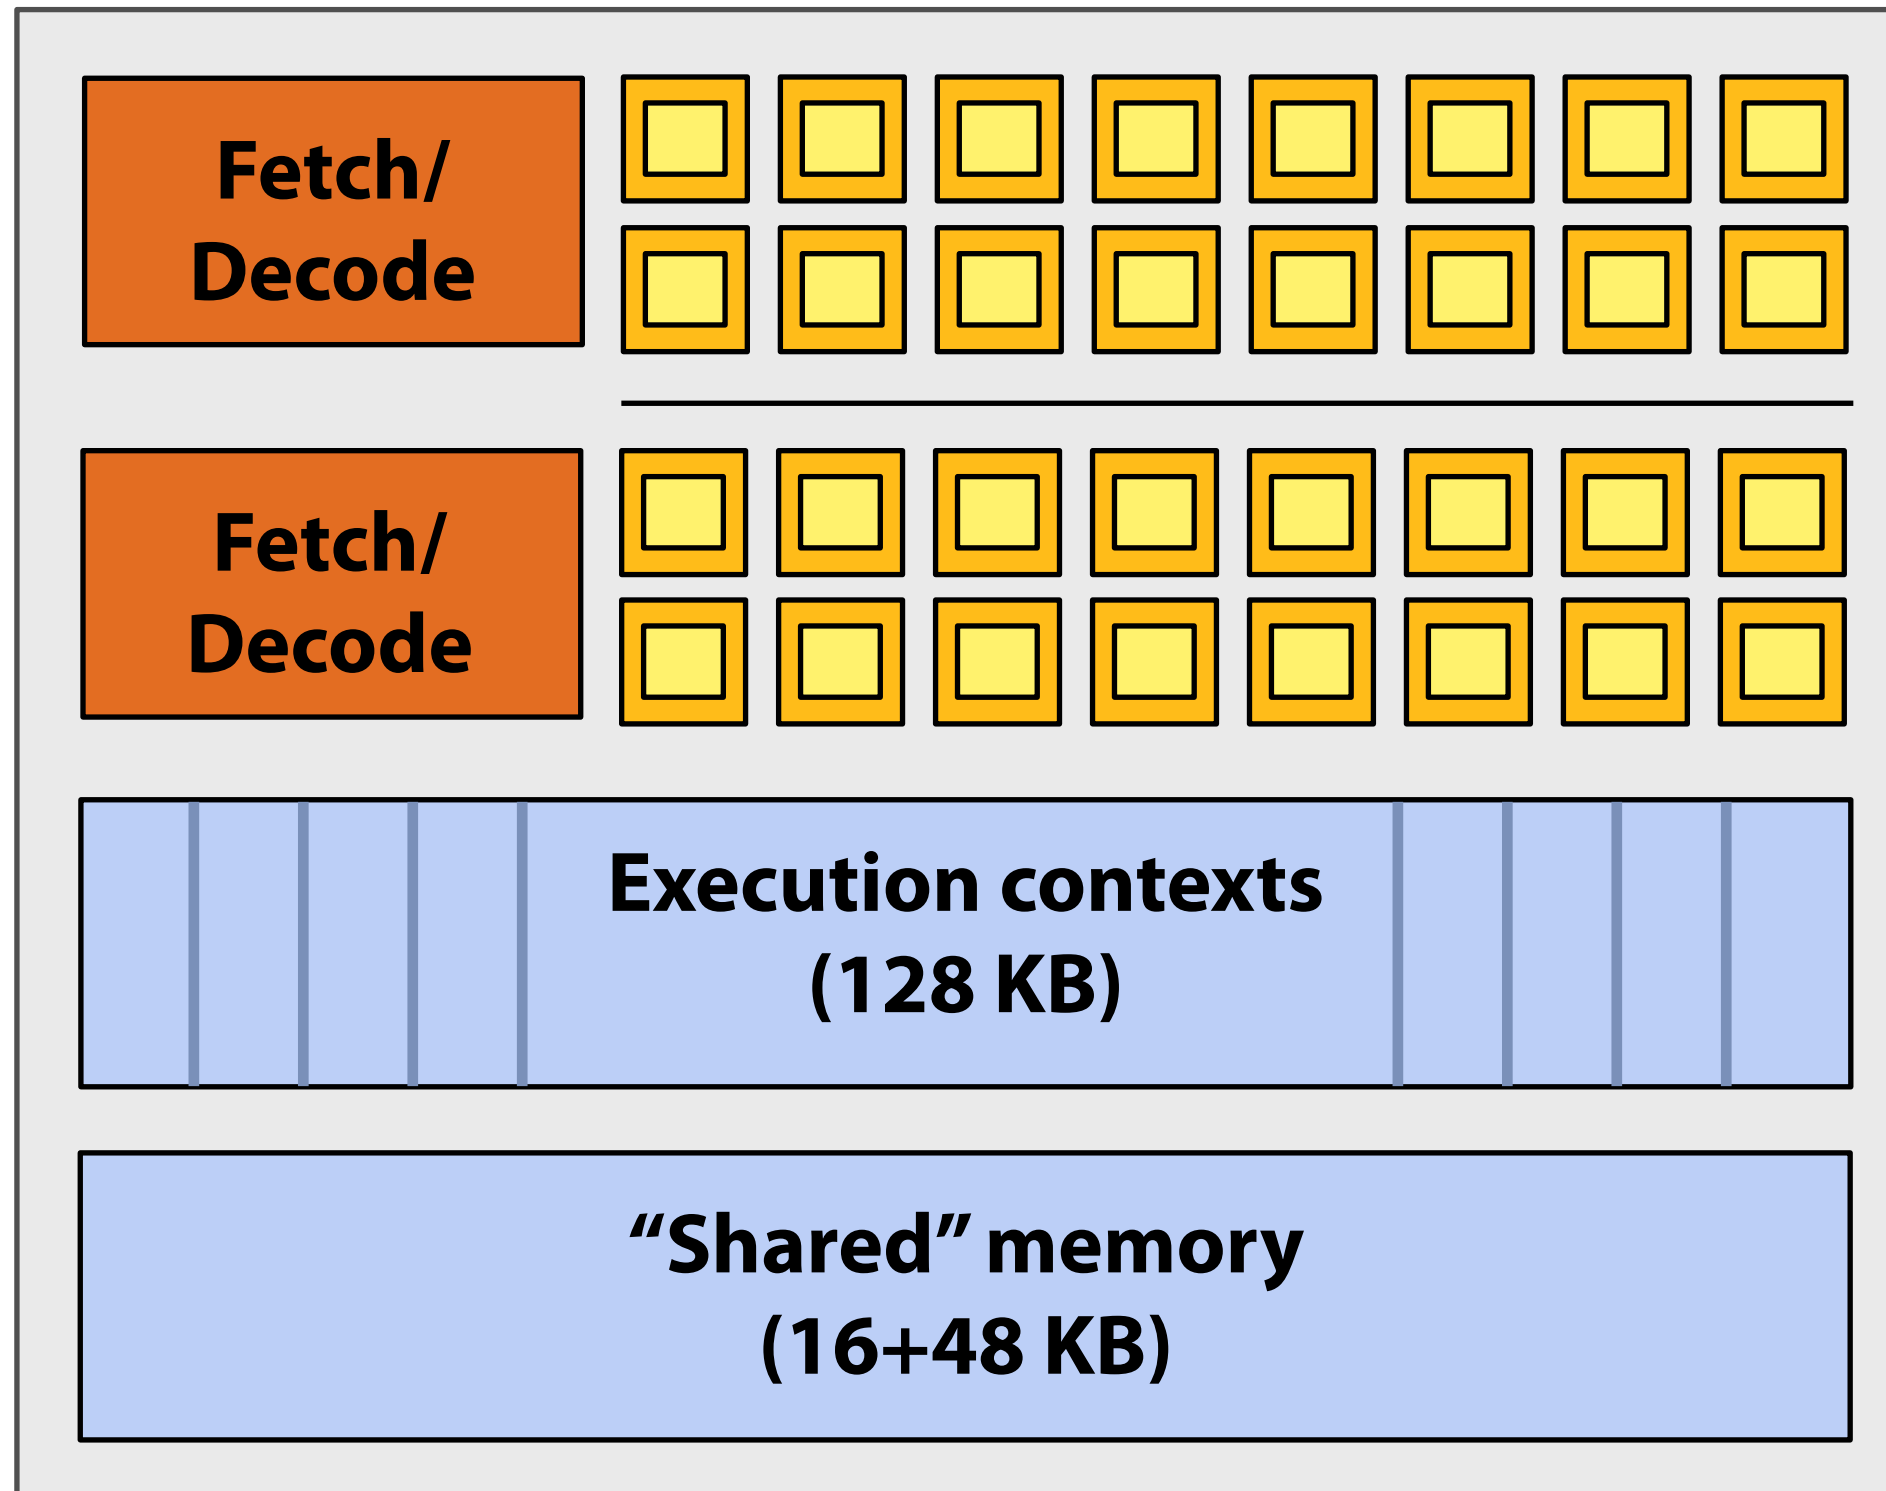 Fetch/
Decode
Fetch/
Decode
Execution contexts
(128 KB)
“Shared” memory
(16+48 KB)